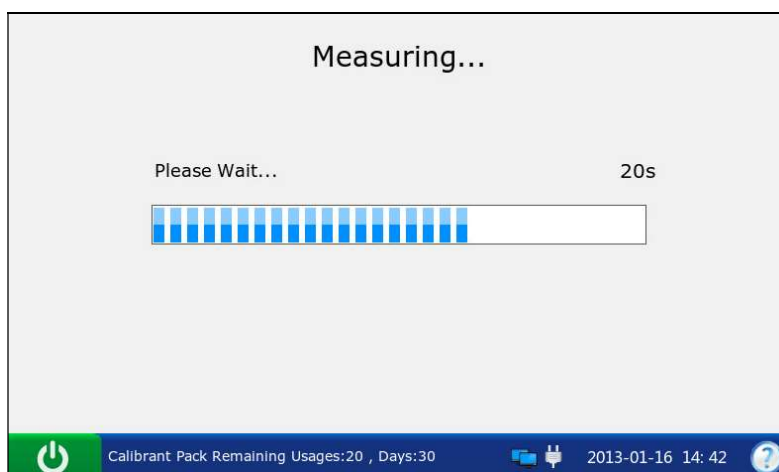 Measuring...
Please Wait... 20s
Calibrant Pack Remaining Usages:20 , Days:30 2013-01-16 14: 42 ?